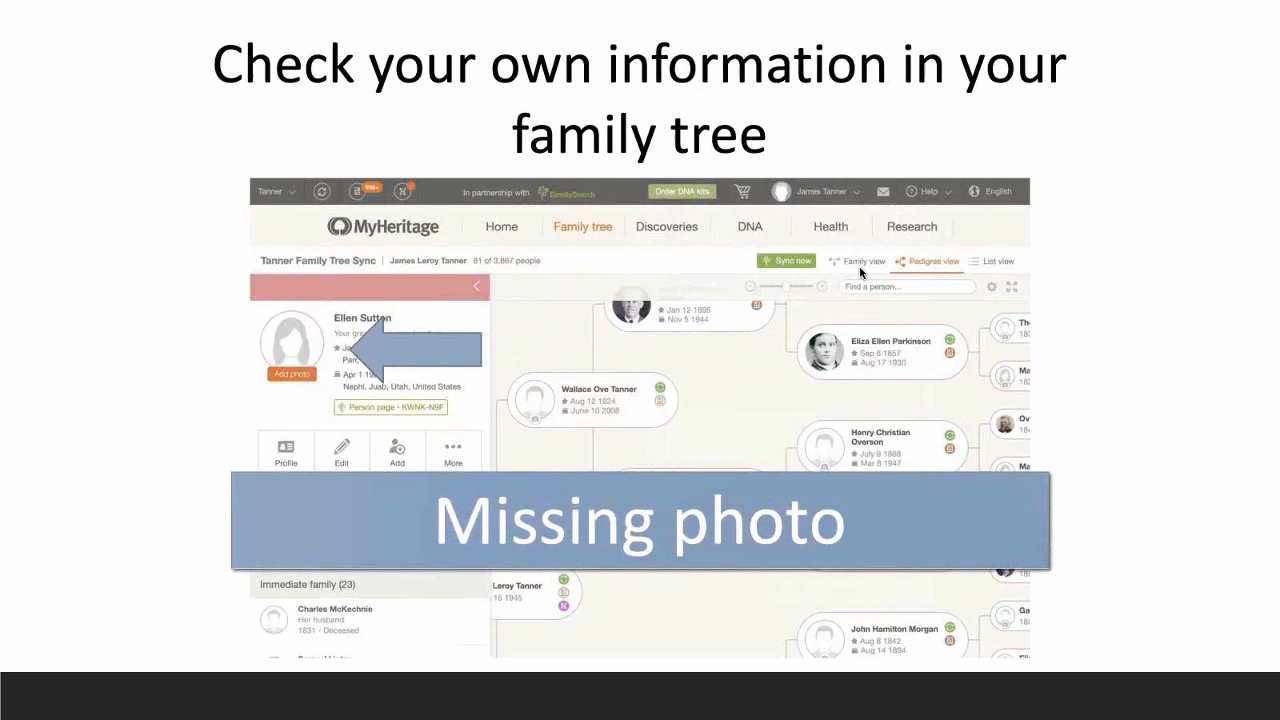 Check your own information in your
family tree
Tanner
999+
In partnership with FamilySearch
Order DNA kits
James Tanner
Help
English
MyHeritage
Home
Family tree
Discoveries
DNA
Health
Research
Tanner Family Tree Sync | James Leroy Tanner 61 of 3,867 people
Sync now
Family view
Pedigree view
List view
Find a person...
Ellen Sutton
Your
Add photo
Apr 1
Nephi, Juab, Utah, United States
Person page • KWNK-N9F
Profile
Edit
Add
More
Jan 12 1895
Nov 5 1944
Wallace Ove Tanner
Aug 12 1924
June 10 2008
Eliza Ellen Parkinson
Sep 8 1857
Aug 17 1930
Henry Christian
Overson
July 9 1868
Mar 8 1947
Missing photo
Immediate family (23)
Charles McKechnie
Her husband
1831 - Deceased
Leroy Tanner
15 1945
John Hamilton Morgan
Aug 8 1842
Aug 14 1894